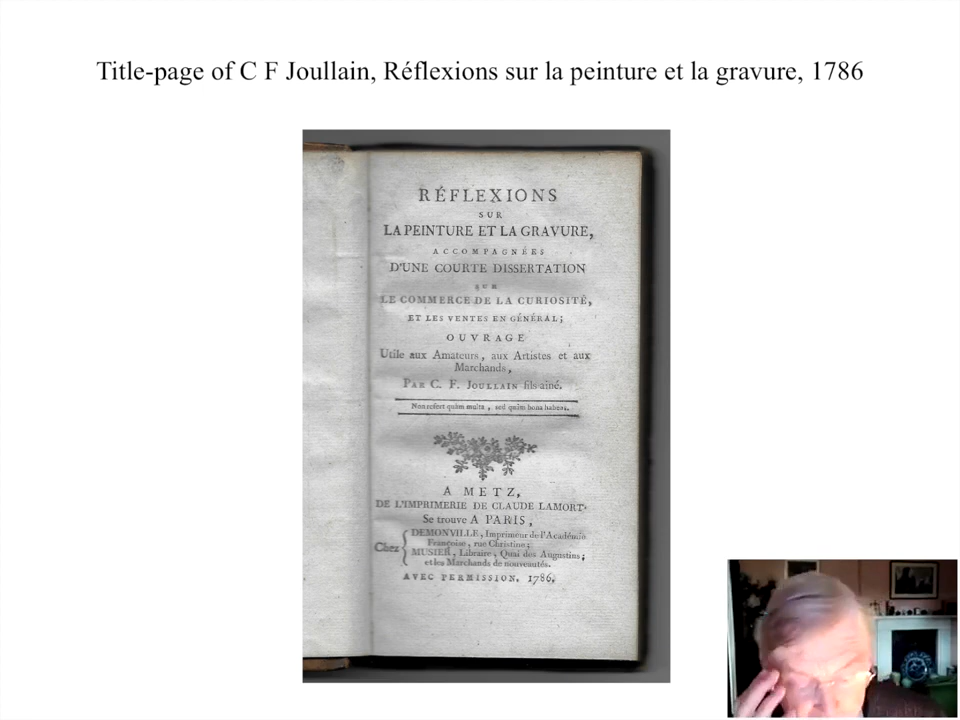 Title-page of C F Joullain, Réflexions sur la peinture et la gravure, 1786
RÉFLEXIONS
SUR
LA PEINTURE ET LA GRAVURE,
ACCOMPAGNÉES
D'UNE COURTE DISSERTATION
SUR
LE COMMERCE DE LA CURIOSITÉ,
ET LES VENTES EN GÉNÉRAL;
OUVRAGE
Utile aux Amateurs, aux Artistes et aux
Marchands,
PAR C. F. JOULLAIN fils aîné.
Non refert quàm multa, sed quàm bona habeas.
A METZ,
DE L'IMPRIMERIE DE CLAUDE LAMORT.
Se trouve A PARIS,
Chez
DEMONVILLE, Imprimeur de l'Académie
Françoise, rue Christine;
MUSIER, Libraire, Quai des Augustins;
et les Marchands de nouveautés.
AVEC PERMISSION. 1786.